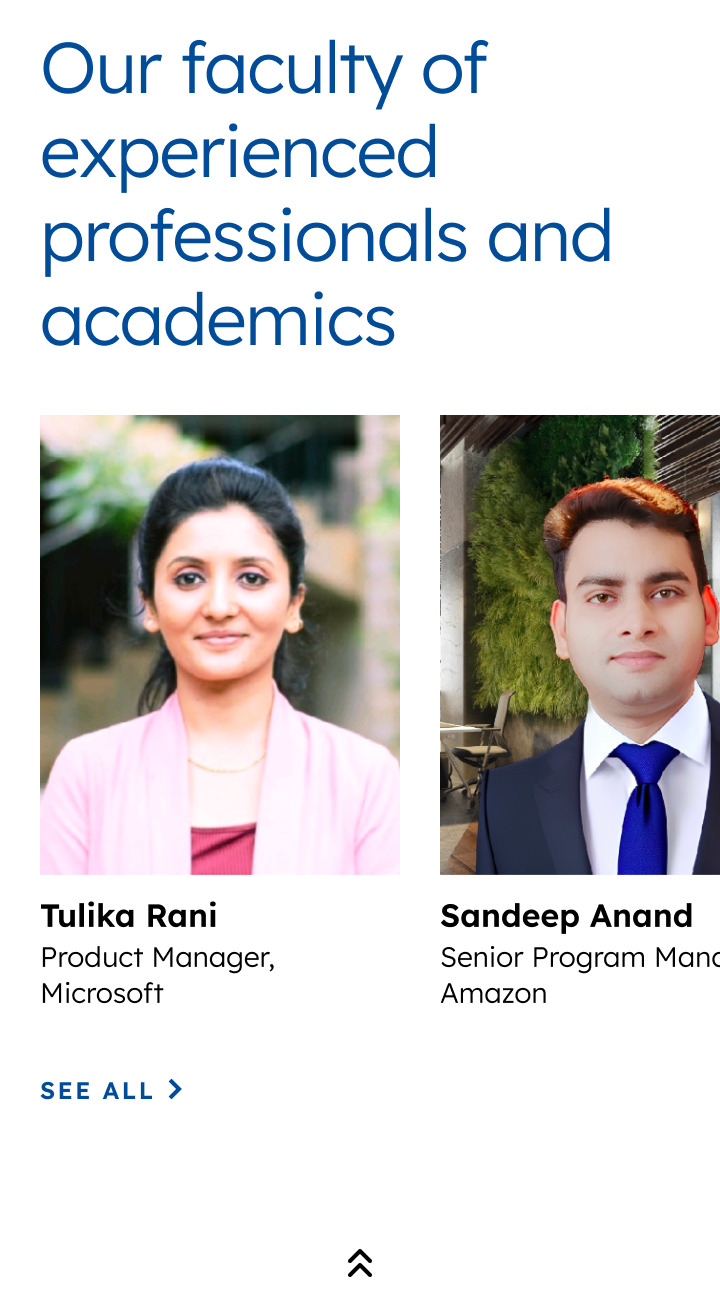 Our faculty of
experienced
professionals and
academics
Tulika Rani
Product Manager,
Microsoft
Sandeep Anand
Senior Program
Amazon
SEE ALL